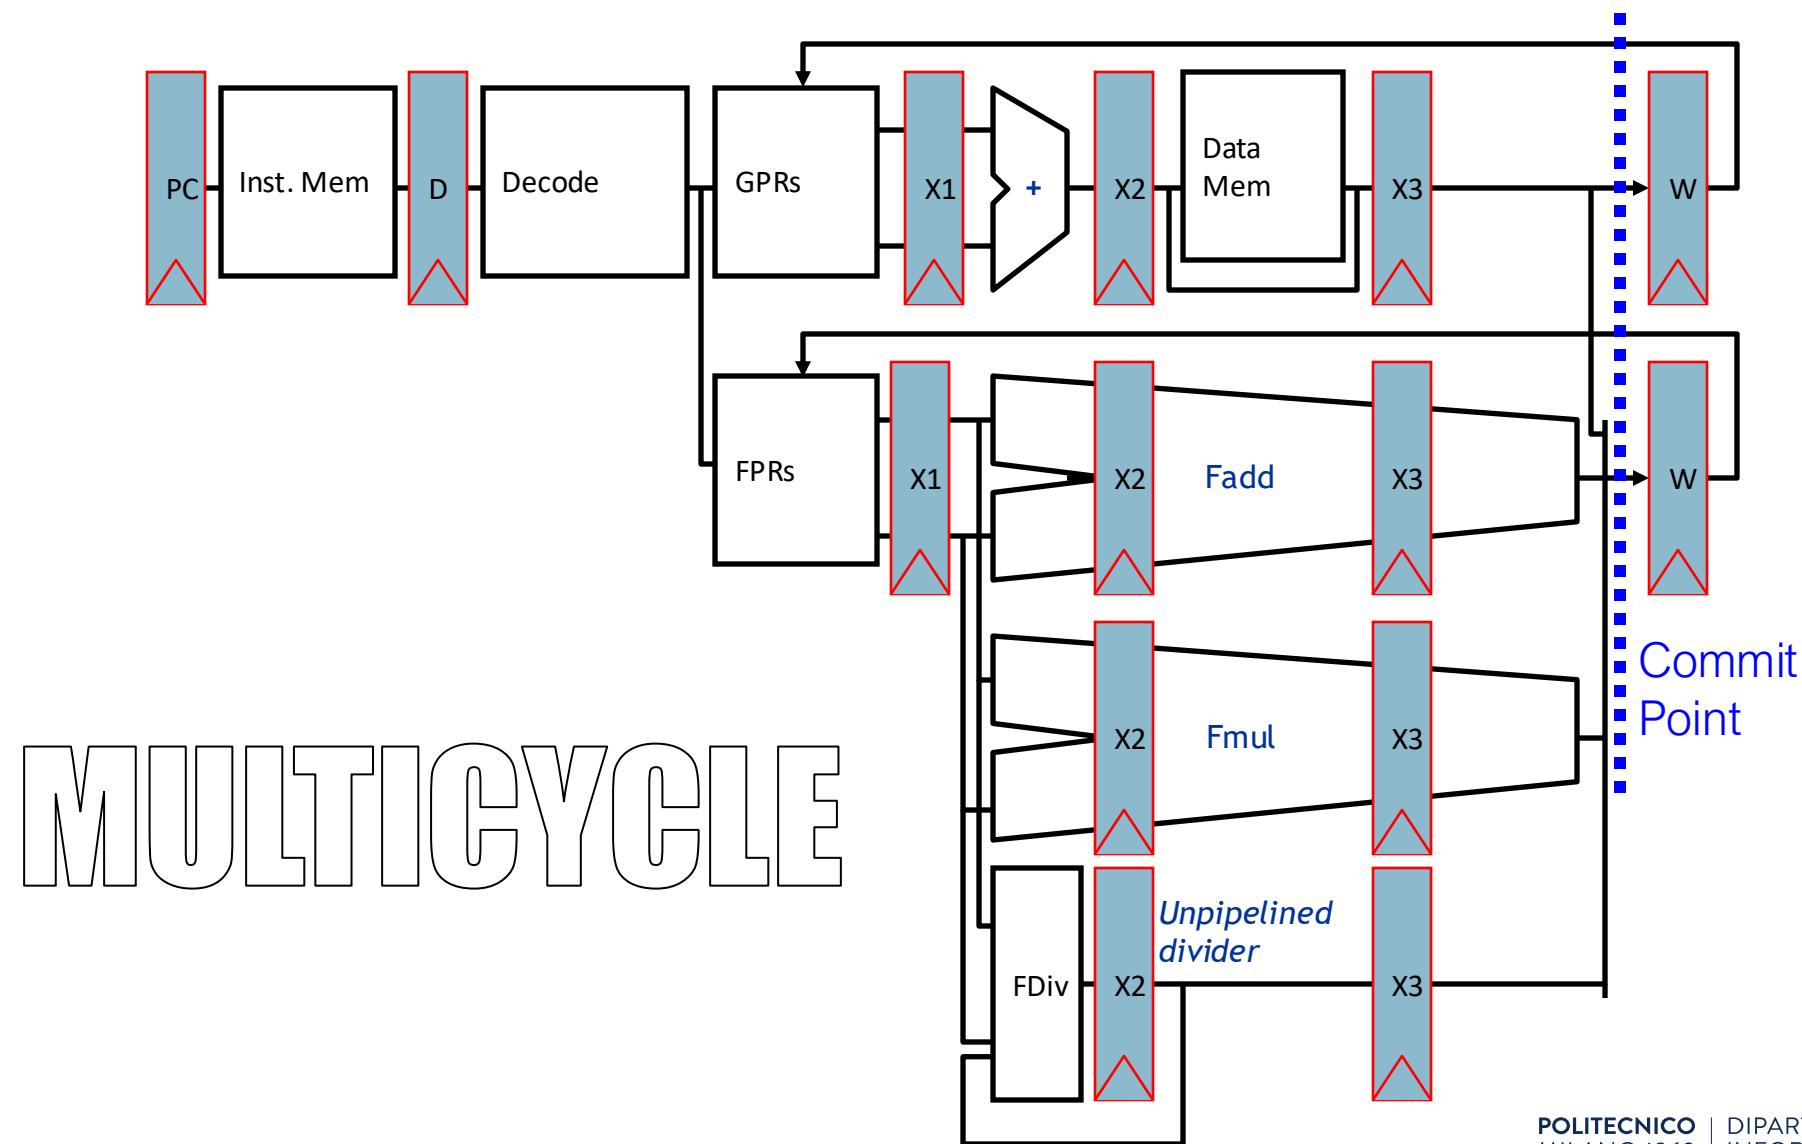 PC
Inst. Mem
D
Decode
GPRs
X1
+
X2
Data
Mem
X3
W
FPRs
X1
X2
Fadd
X3
W
X2
Fmul
X3
Commit
Point
MULTICYCLE
FDiv
X2
Unpipelined
divider
X3
POLITECNICO
DIPAR